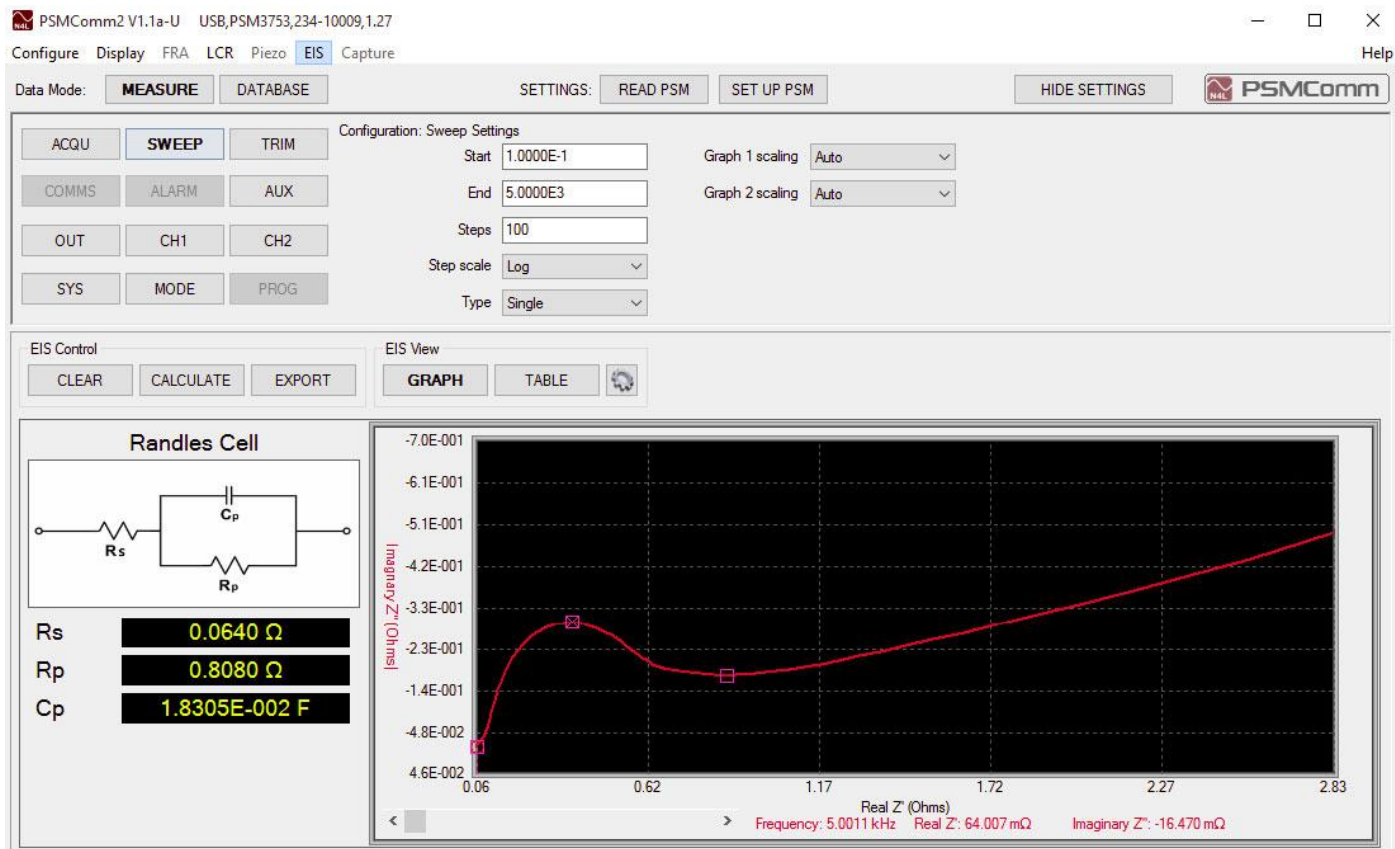 PSMComm2 V1.1a-U USB,PSM3753,234-10009,1.27
Configure Display FRA LCR Piezo EIS Capture Help
Data Mode: MEASURE DATABASE SETTINGS: READ PSM SET UP PSM HIDE SETTINGS N4L PSMComm
Configuration: Sweep Settings
ACQU SWEEP TRIM Start 1.0000E-1 Graph 1 scaling Auto
COMMS ALARM AUX End 5.0000E3 Graph 2 scaling Auto
Steps 100
OUT CH1 CH2
Step scale Log
SYS MODE PROG
Type Single
EIS Control EIS View
CLEAR CALCULATE EXPORT GRAPH TABLE
Randles Cell
Cp
Rs
Rp
Rs 0.0640 Ω
Rp 0.8080 Ω
Cp 1.8305E-002 F
-7.0E-001
-6.1E-001
-5.1E-001
-4.2E-001
-3.3E-001
-2.3E-001
-1.4E-001
-4.8E-002
4.6E-002
Imagnary Z" (Ohms)
0.06 0.62 1.17 1.72 2.27 2.83
Real Z' (Ohms)
Frequency: 5.0011 kHz Real Z': 64.007 mΩ Imaginary Z": -16.470 mΩ